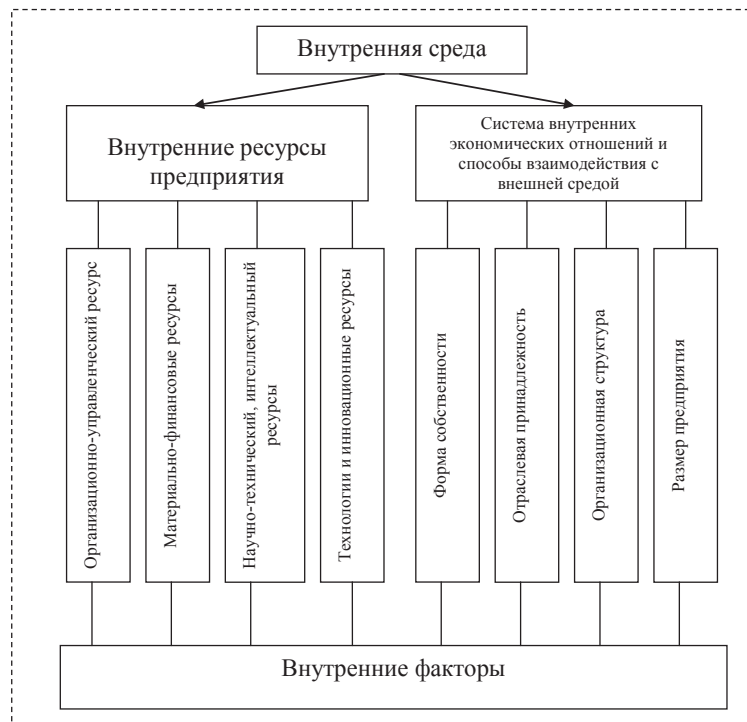 Внутренняя среда
Внутренние ресурсы
предприятия
Система внутренних
экономических отношений и
способы взаимодействия с
внешней средой
Организационно-управленческий ресурс
Материально-финансовые ресурсы
Научно-технический, интеллектуальный
ресурсы
Технологии и инновационные ресурсы
Форма собственности
Отраслевая принадлежность
Организационная структура
Размер предприятия
Внутренние факторы